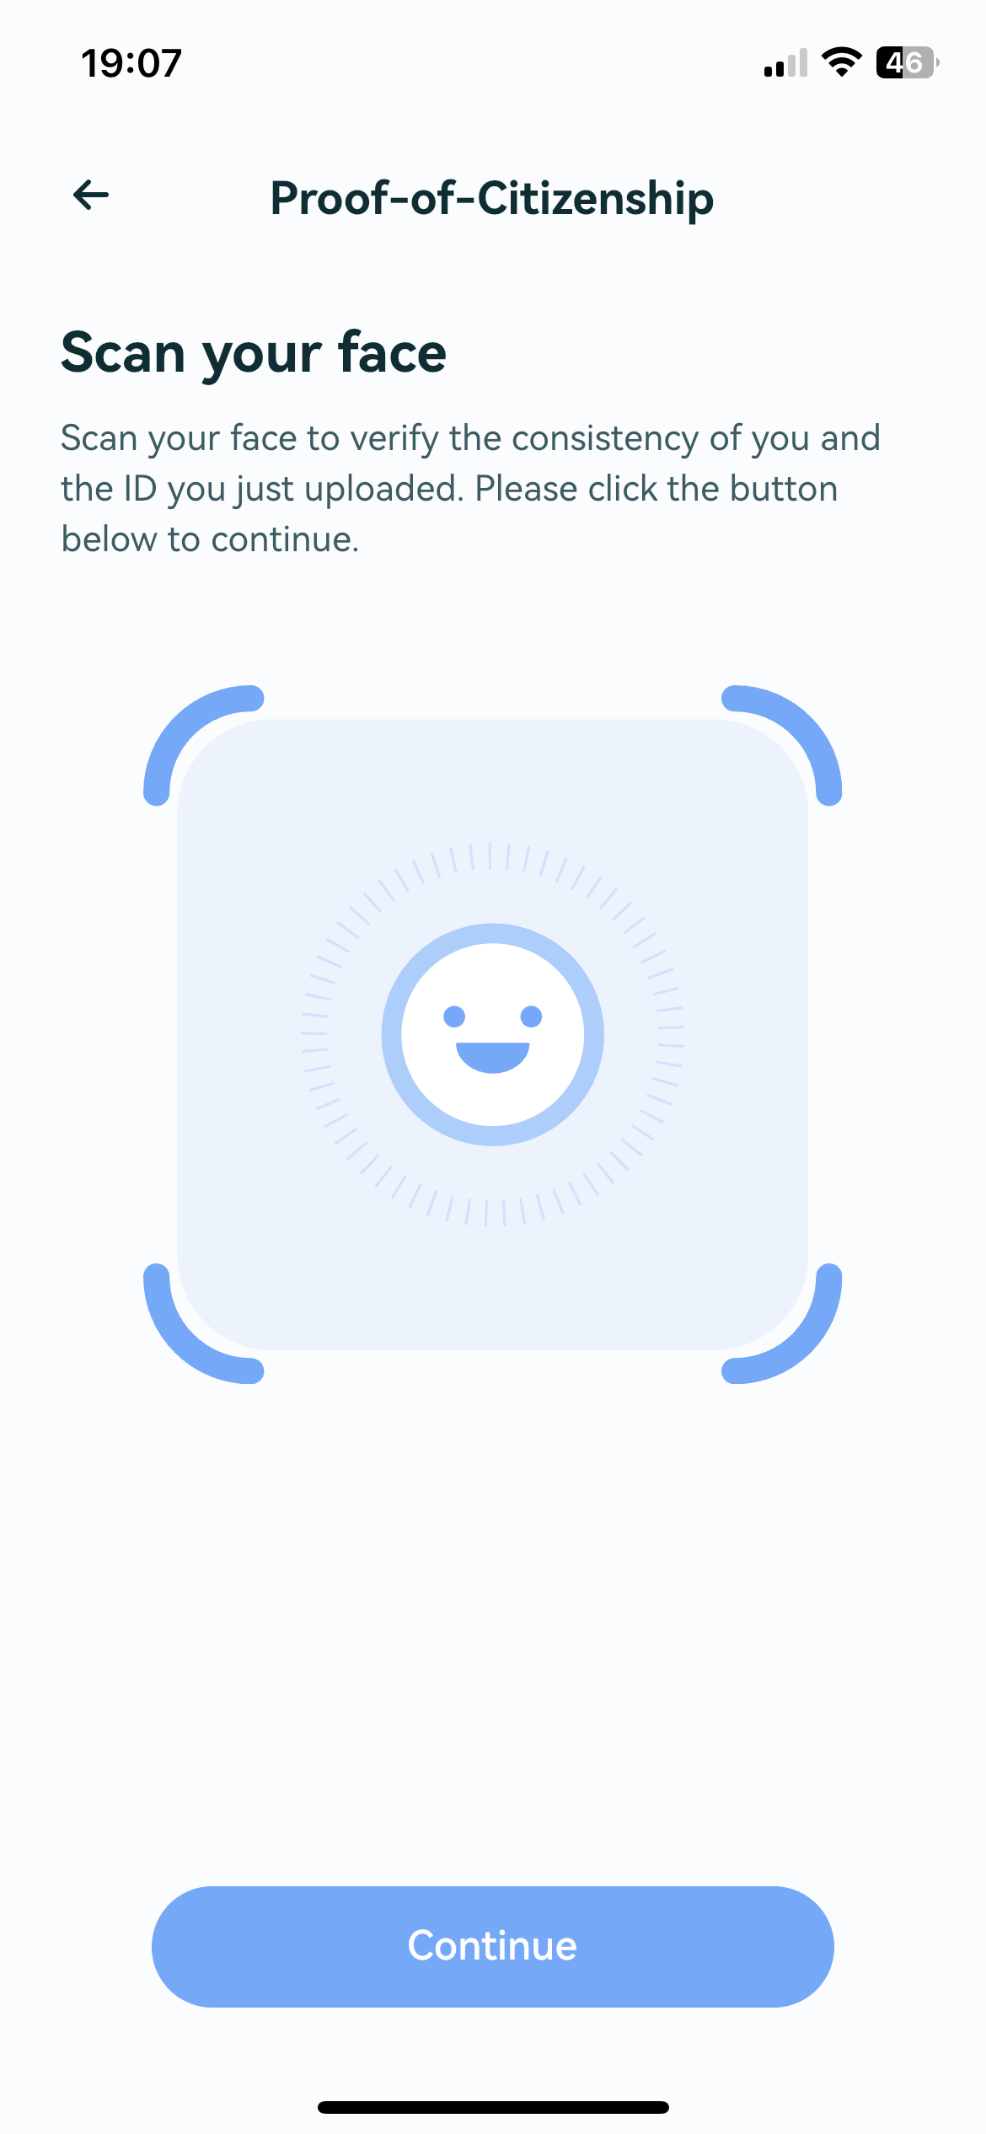 19:07
46
Proof-of-Citizenship
Scan your face
Scan your face to verify the consistency of you and
the ID you just uploaded. Please click the button
below to continue.
Continue